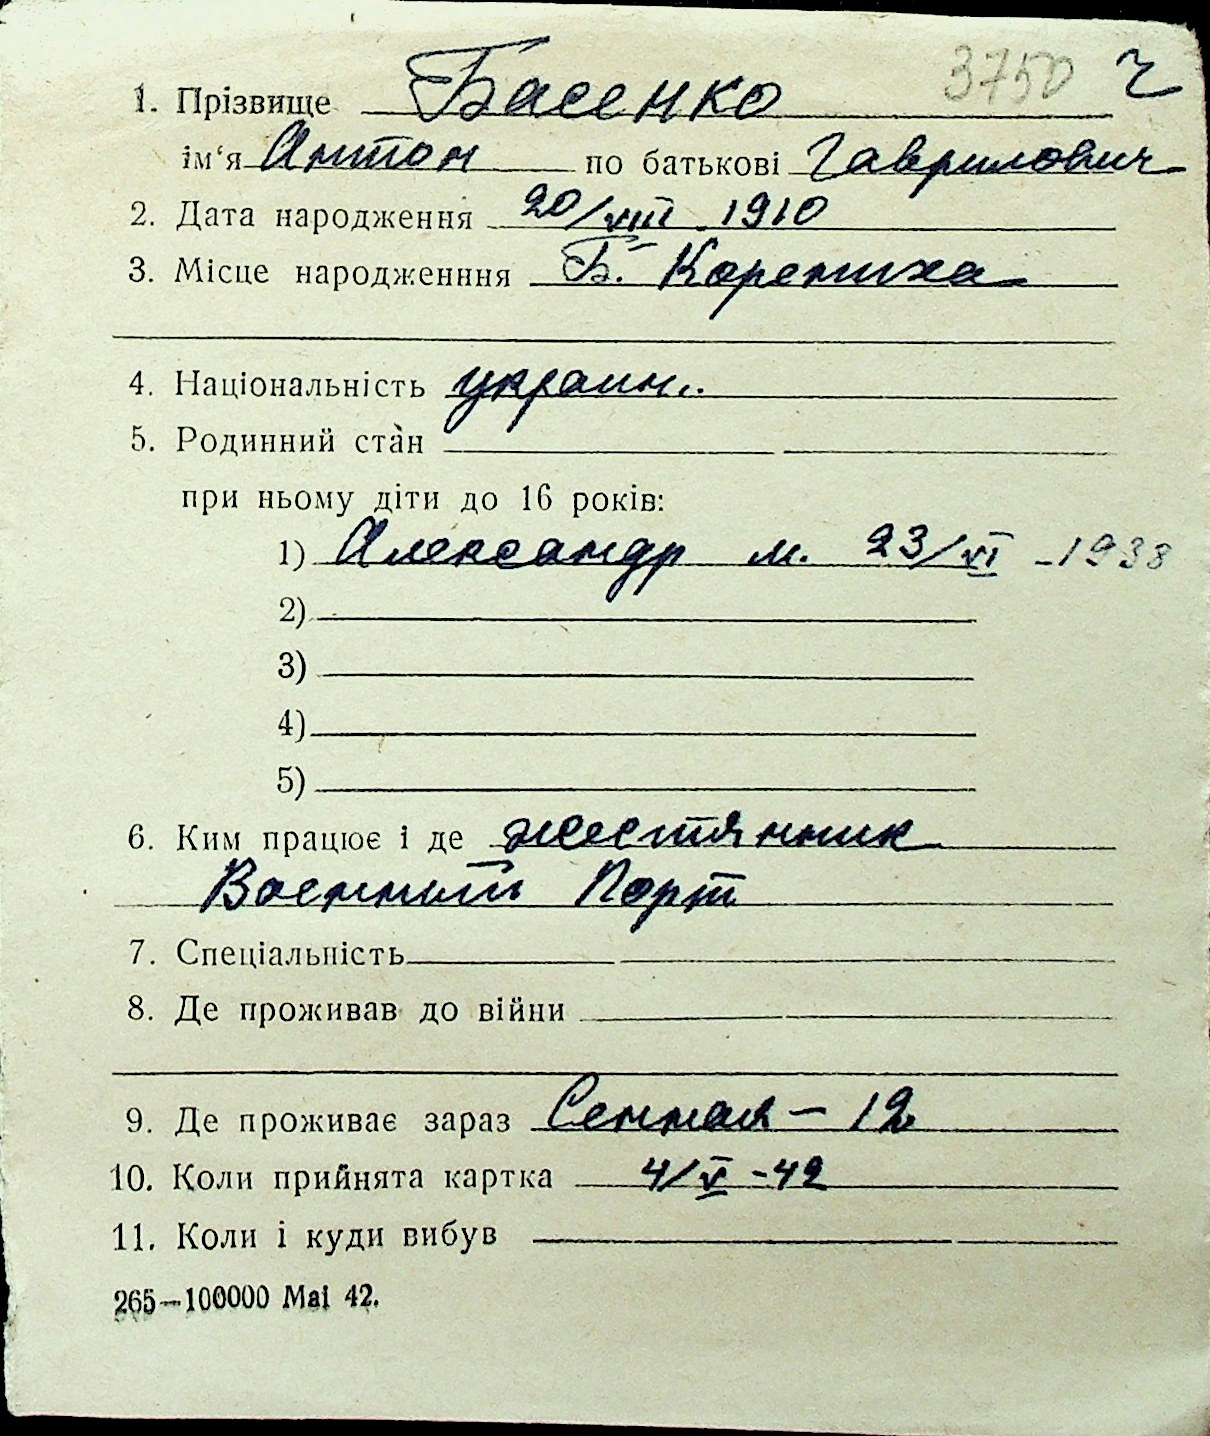 3750 ч
1. Прізвище Басенко
ім‘я Антон по батькові Гаврилович
2. Дата народження 20/VIII 1910
3. Місце народженння Б. Корениха
4. Національність украин..
5. Родинний стан
при ньому діти до 16 років:
1) Александр м. 23/VI - 1938
2)
3)
4)
5)
6. Ким працює і де жестянник
Военный Порт
7. Спеціальність
8. Де проживав до війни
9. Де проживає зараз Сенная – 12
10. Коли прийнята картка 4/V - 42
11. Коли і куди вибув
265—100000 Mai 42.